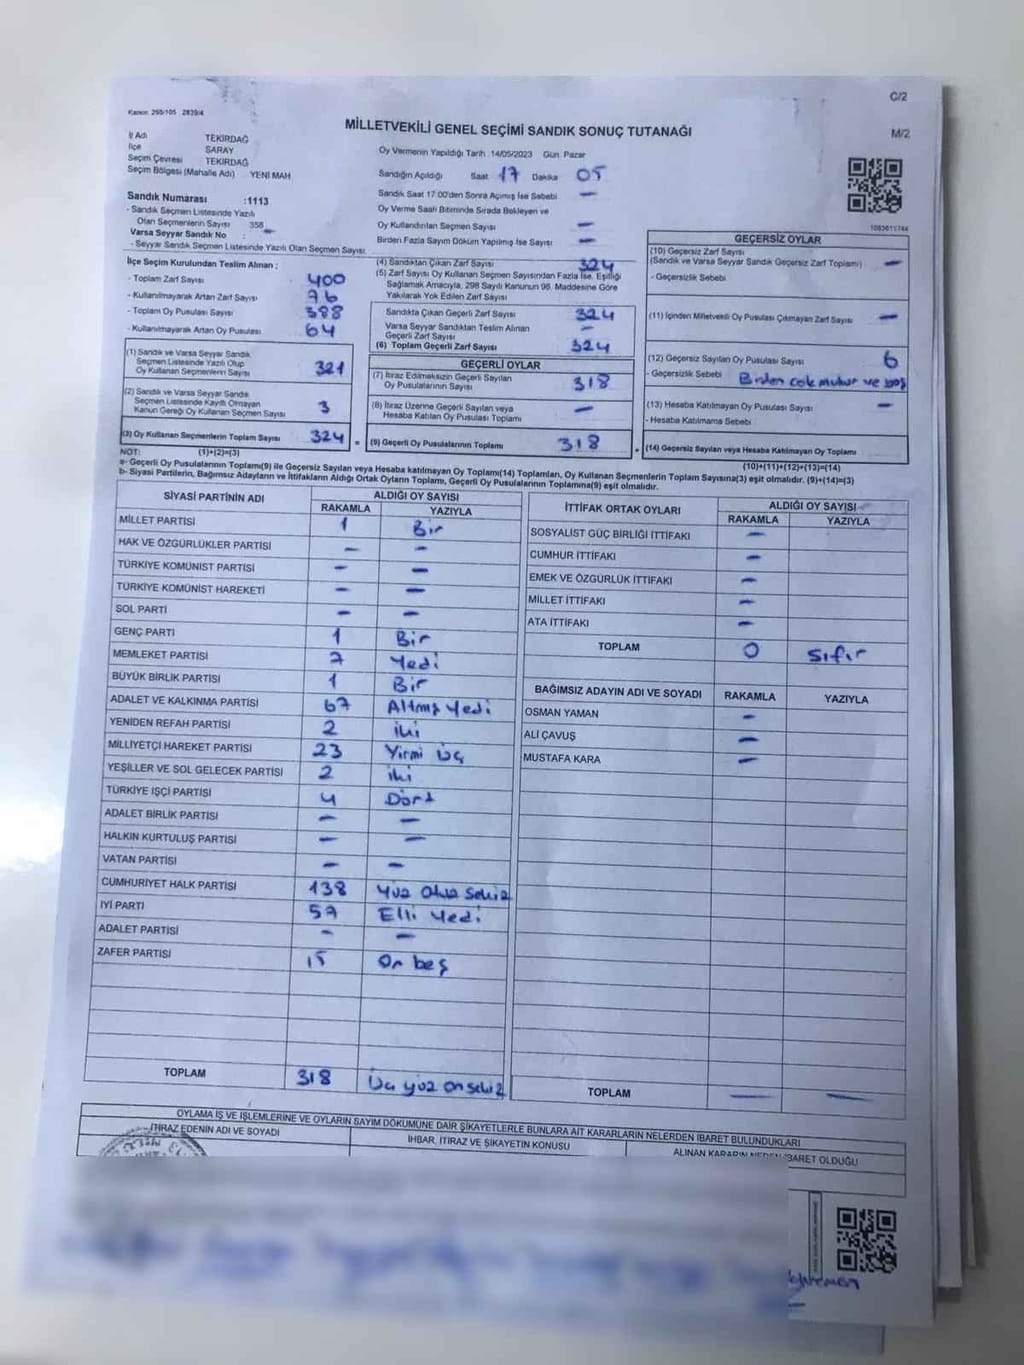 C/2
Kanun: 298/105 2839/4
MİLLETVEKİLİ GENEL SEÇİMİ SANDIK SONUÇ TUTANAĞI
M/2
İl Adı TEKİRDAĞ
İlçe SARAY
Seçim Çevresi TEKİRDAĞ
Seçim Bölgesi (Mahalle Adı) YENİ MAH
Sandık Numarası :1113
- Sandık Seçmen Listesinde Yazılı
Olan Seçmenlerin Sayısı 358
Varsa Seyyar Sandık No : -
- Seyyar Sandık Seçmen Listesinde Yazılı Olan Seçmen Sayısı
Oy Vermenin Yapıldığı Tarih :14/05/2023 Gün: Pazar
Sandığın Açıldığı Saat 17 Dakika 05
Sandık Saat 17:00'den Sonra Açılmış İse Sebebi -
Oy Verme Saati Bitiminde Sırada Bekleyen ve
Oy Kullandırılan Seçmen Sayısı -
Birden Fazla Sayım Döküm Yapılmış İse Sayısı -
1083611744
İlçe Seçim Kurulundan Teslim Alınan :
- Toplam Zarf Sayısı 400
- Kullanılmayarak Artan Zarf Sayısı 76
- Toplam Oy Pusulası Sayısı 388
- Kullanılmayarak Artan Oy Pusulası 64
(1) Sandık ve Varsa Seyyar Sandık
Seçmen Listesinde Yazılı Olup
Oy Kullanan Seçmenlerin Sayısı 321
(2) Sandık ve Varsa Seyyar Sandık
Seçmen Listesinde Kayıtlı Olmayan
Kanun Gereği Oy Kullanan Seçmen Sayısı 3
(3) Oy Kullanan Seçmenlerin Toplam Sayısı 324
(4) Sandıktan Çıkan Zarf Sayısı 324
(5) Zarf Sayısı Oy Kullanan Seçmen Sayısından Fazla İse, Eşitliği
Sağlamak Amacıyla, 298 Sayılı Kanunun 98. Maddesine Göre
Yakılarak Yok Edilen Zarf Sayısı
Sandıkta Çıkan Geçerli Zarf Sayısı 324
Varsa Seyyar Sandıktan Teslim Alınan
Geçerli Zarf Sayısı -
(6) Toplam Geçerli Zarf Sayısı 324
GEÇERLİ OYLAR
(7) İtiraz Edilmeksizin Geçerli Sayılan
Oy Pusulalarının Sayısı 318
(8) İtiraz Üzerine Geçerli Sayılan veya
Hesaba Katılan Oy Pusulası Toplamı -
= (9) Geçerli Oy Pusulalarının Toplamı 318 +
GEÇERSİZ OYLAR
(10) Geçersiz Zarf Sayısı
(Sandık ve Varsa Seyyar Sandık Geçersiz Zarf Toplamı) -
- Geçersizlik Sebebi
(11) İçinden Milletvekili Oy Pusulası Çıkmayan Zarf Sayısı -
(12) Geçersiz Sayılan Oy Pusulası Sayısı 6
- Geçersizlik Sebebi Birden cok muhur ve boş
(13) Hesaba Katılmayan Oy Pusulası Sayısı -
- Hesaba Katılmama Sebebi
(14) Geçersiz Sayılan veya Hesaba Katılmayan Oy Toplamı
NOT: (1)+(2)=(3)
(10)+(11)+(12)+(13)=(14)
a- Geçerli Oy Pusulalarının Toplamı(9) ile Geçersiz Sayılan veya Hesaba katılmayan Oy Toplamı(14) Toplamları, Oy Kullanan Seçmenlerin Toplam Sayısına(3) eşit olmalıdır. (9)+(14)=(3)
b- Siyasi Partilerin, Bağımsız Adayların ve İttifakların Aldığı Ortak Oyların Toplamı, Geçerli Oy Pusulalarının Toplamına(9) eşit olmalıdır.
SİYASİ PARTİNİN ADI ALDIĞI OY SAYISI
RAKAMLA YAZIYLA
MİLLET PARTİSİ 1 Bir
HAK VE ÖZGÜRLÜKLER PARTİSİ - -
TÜRKİYE KOMÜNİST PARTİSİ - -
TÜRKİYE KOMÜNİST HAREKETİ - -
SOL PARTİ - -
GENÇ PARTİ 1 Bir
MEMLEKET PARTİSİ 7 Yedi
BÜYÜK BİRLİK PARTİSİ 1 Bir
ADALET VE KALKINMA PARTİSİ 67 Altmış Yedi
YENİDEN REFAH PARTİSİ 2 iki
MİLLİYETÇİ HAREKET PARTİSİ 23 Yirmi üç
YEŞİLLER VE SOL GELECEK PARTİSİ 2 iki
TÜRKİYE İŞÇİ PARTİSİ 4 Dört
ADALET BİRLİK PARTİSİ - -
HALKIN KURTULUŞ PARTİSİ - -
VATAN PARTİSİ - -
CUMHURİYET HALK PARTİSİ 138 Yüz Otuz Sekiz
İYİ PARTİ 57 Elli Yedi
ADALET PARTİSİ - -
ZAFER PARTİSİ 15 On beş
TOPLAM 318 Üç yüz on sekiz
İTTİFAK ORTAK OYLARI ALDIĞI OY SAYISI
RAKAMLA YAZIYLA
SOSYALİST GÜÇ BİRLİĞİ İTTİFAKI -
CUMHUR İTTİFAKI -
EMEK VE ÖZGÜRLÜK İTTİFAKI -
MİLLET İTTİFAKI -
ATA İTTİFAKI -
TOPLAM 0 Sıfır
BAĞIMSIZ ADAYIN ADI VE SOYADI RAKAMLA YAZIYLA
OSMAN YAMAN -
ALİ ÇAVUŞ -
MUSTAFA KARA -
TOPLAM - -
OYLAMA İŞ VE İŞLEMLERİNE VE OYLARIN SAYIM DÖKÜMÜNE DAİR ŞİKAYETLERLE BUNLARA AİT KARARLARIN NELERDEN İBARET BULUNDUKLARI
İTİRAZ EDENİN ADI VE SOYADI İHBAR, İTİRAZ VE ŞİKAYETİN KONUSU ALINAN KARARIN NEDEN İBARET OLDUĞU